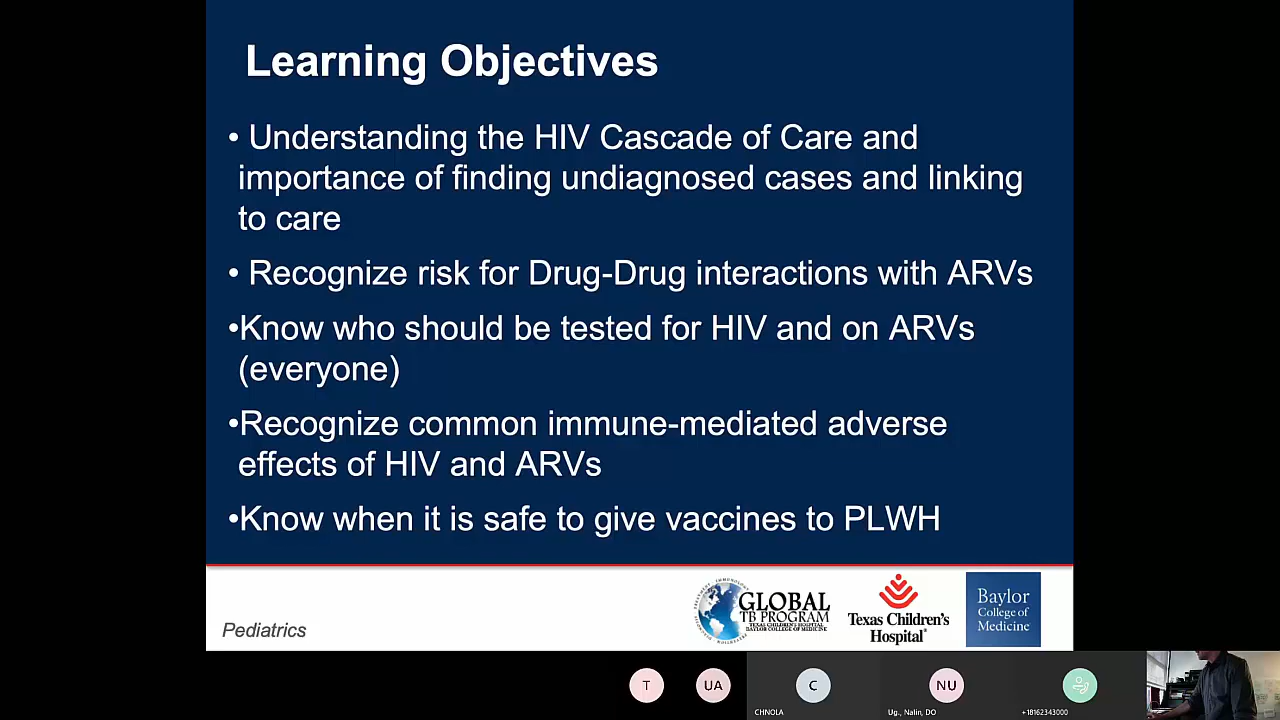 Learning Objectives
• Understanding the HIV Cascade of Care and
importance of finding undiagnosed cases and linking
to care
• Recognize risk for Drug-Drug interactions with ARVs
•Know who should be tested for HIV and on ARVs
(everyone)
•Recognize common immune-mediated adverse
effects of HIV and ARVs
•Know when it is safe to give vaccines to PLWH
Pediatrics
GLOBAL
TB PROGRAM
TEXAS CHILDREN'S HOSPITAL
BAYLOR COLLEGE OF MEDICINE
Texas Children's
Hospital
Baylor
College of
Medicine
T
UA
C
NU
CHNOLA
Ug., Nalin, DO
+18162343000